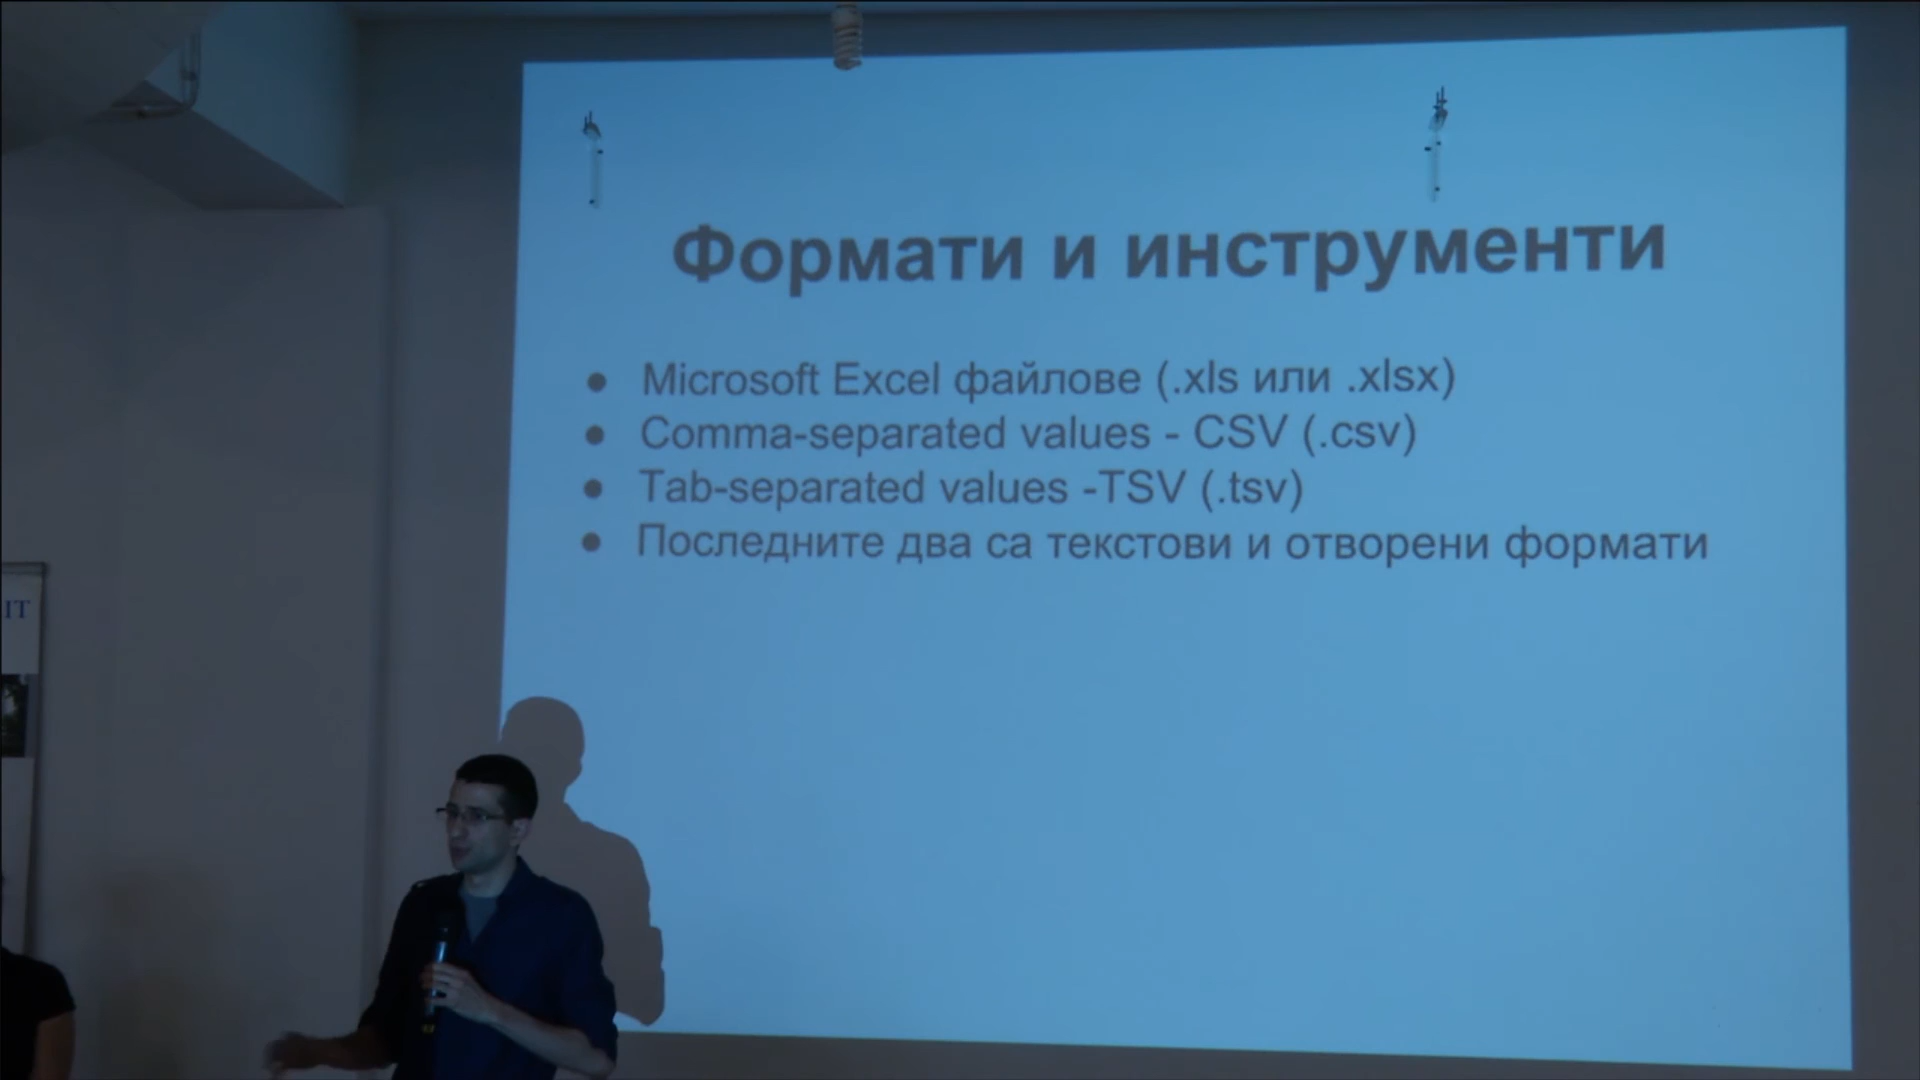 Формати и инструменти
● Microsoft Excel файлове (.xls или .xlsx)
● Comma-separated values - CSV (.csv)
● Tab-separated values -TSV (.tsv)
● Последните два са текстови и отворени формати
IT